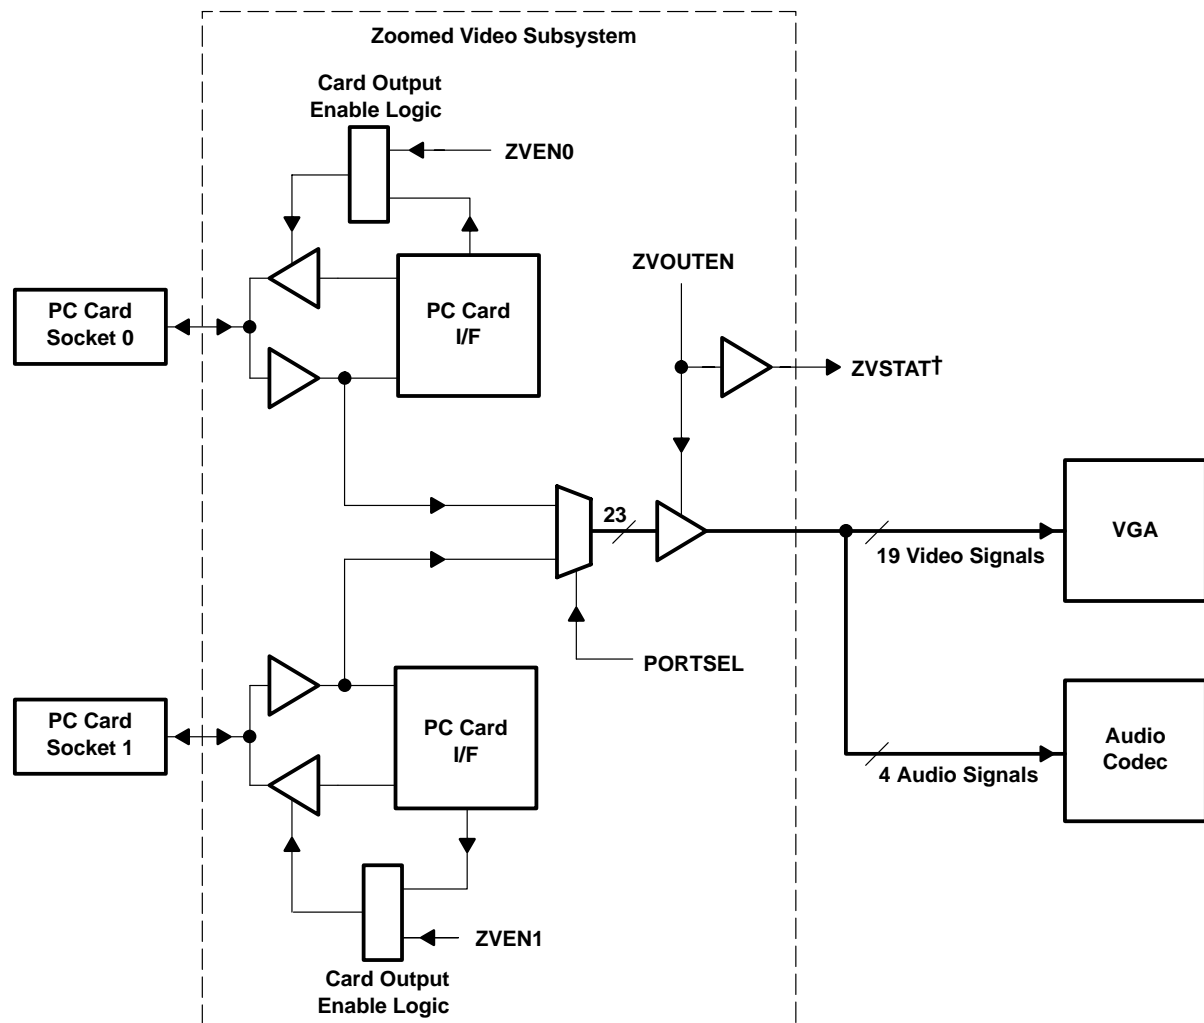 Zoomed Video Subsystem
Card Output
Enable Logic
ZVEN0
ZVOUTEN
PC Card
Socket 0
PC Card
I/F
ZVSTAT†
23
19 Video Signals
VGA
PORTSEL
PC Card
Socket 1
PC Card
I/F
4 Audio Signals
Audio
Codec
ZVEN1
Card Output
Enable Logic